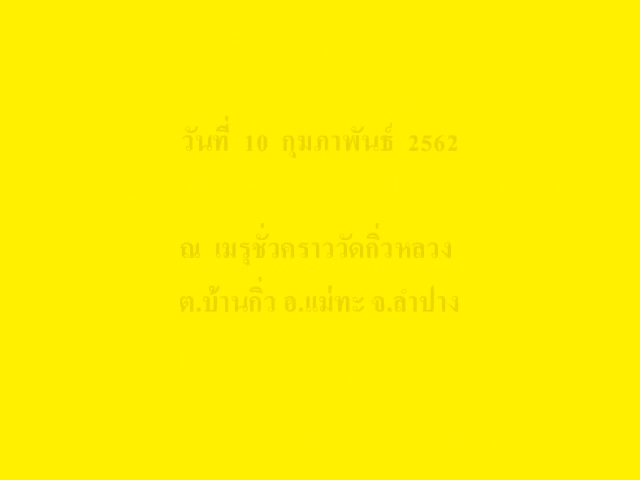 วันที่ 10 กุมภาพันธ์ 2562
ณ เมรุชั่วคราววัดกิ่วหลวง
ต.บ้านกิ่ว อ.แม่ทะ จ.ลำปาง